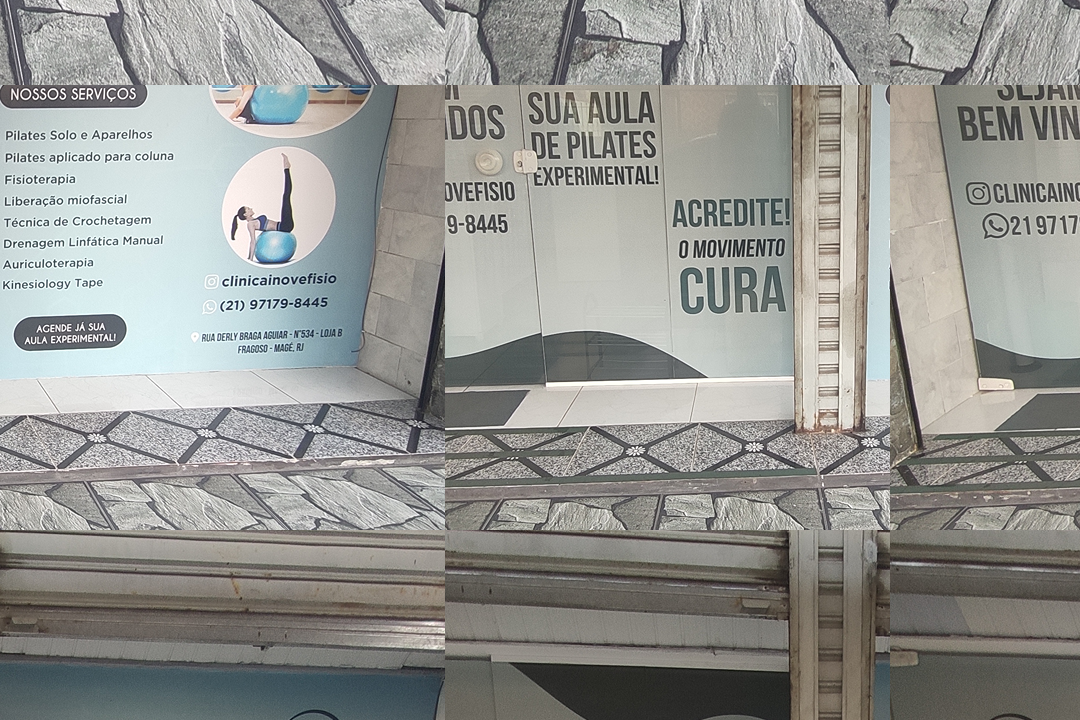 NOSSOS SERVIÇOS
Pilates Solo e Aparelhos
Pilates aplicado para coluna
Fisioterapia
Liberação miofascial
Técnica de Crochetagem
Drenagem Linfática Manual
Auriculoterapia
Kinesiology Tape
AGENDE JÁ SUA
AULA EXPERIMENTAL!
clinicainovefisio
(21) 97179-8445
RUA DERLY BRAGA AGUIAR - N°534 - LOJA B
FRAGOSO - MAGÉ, RJ
DOS
OVEFISIO
9-8445
SUA AULA
DE PILATES
EXPERIMENTAL!
ACREDITE!
O MOVIMENTO
CURA
SEJAM
BEM VIN
CLINICAINO
21 9717